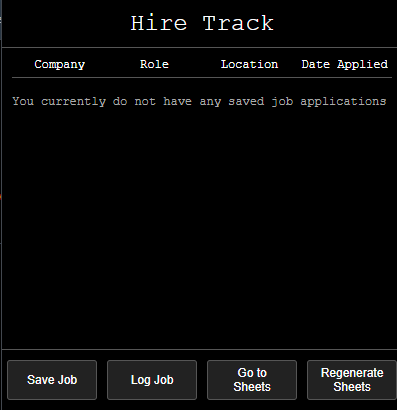 Hire Track
Company Role Location Date Applied
You currently do not have any saved job applications
Save Job Log Job Go to Sheets Regenerate Sheets